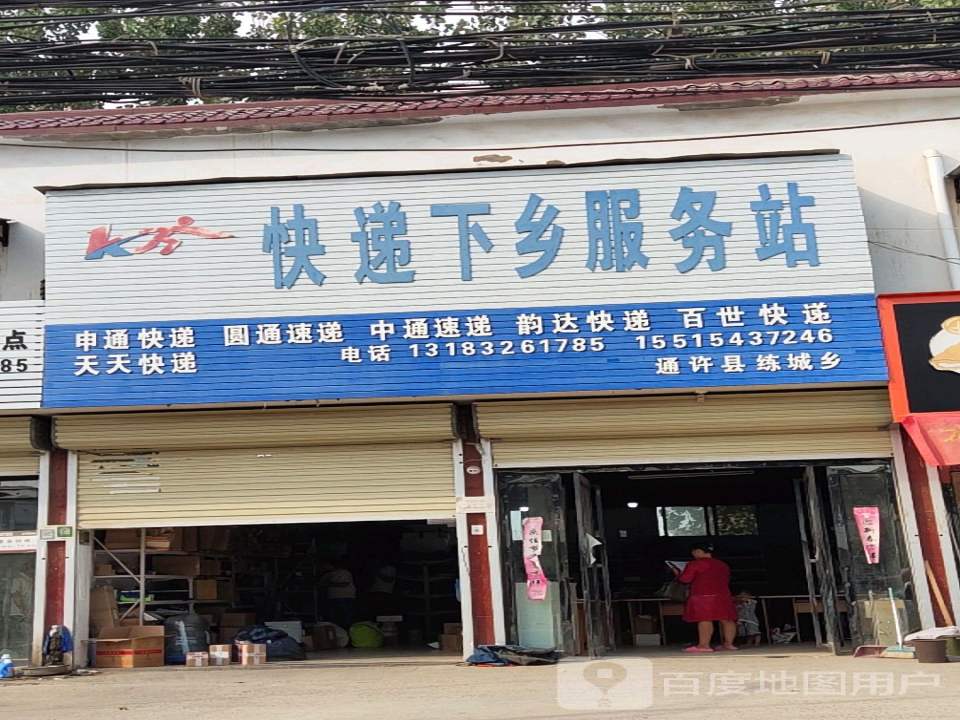 快递下乡服务站
申通快递 圆通速递 中通速递 韵达快递 百世快递
天天快递 电话 13183261785 15515437246
通许县练城乡
点
85
百度地图用户